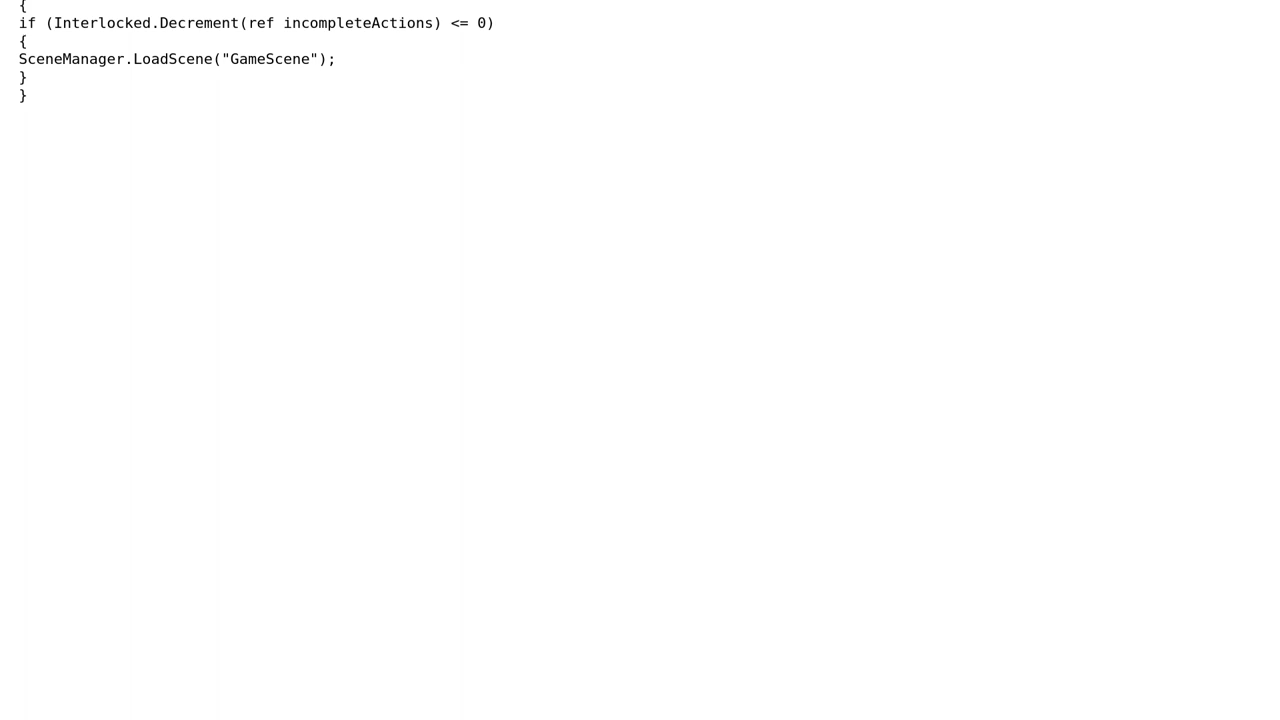 {
if (Interlocked.Decrement(ref incompleteActions) <= 0)
{
SceneManager.LoadScene("GameScene");
}
}